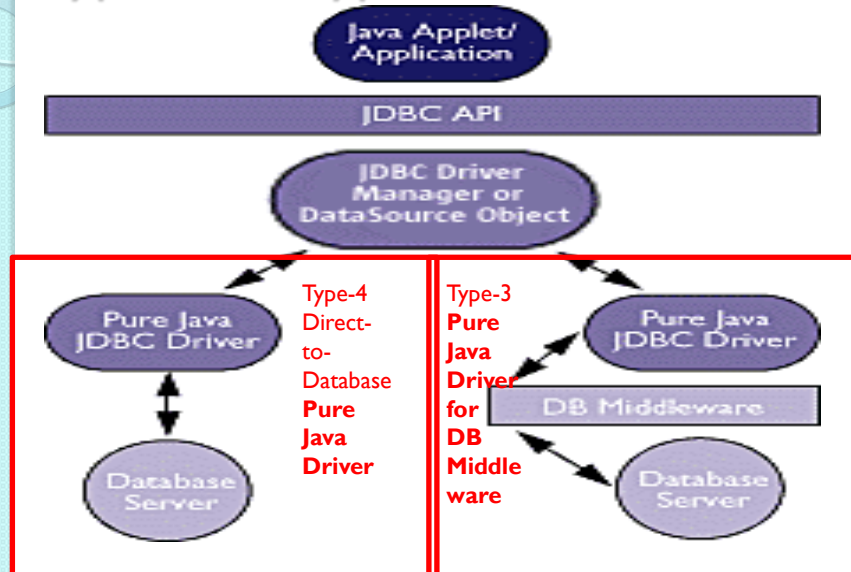 Java Applet/
Application
JDBC API
JDBC Driver
Manager or
DataSource Object
Pure Java
JDBC Driver
Type-4
Direct-
to-
Database
Pure
Java
Driver
Database
Server
Type-3
Pure
Java
Driver
for
DB
Middle
ware
Pure Java
JDBC Driver
DB Middleware
Database
Server